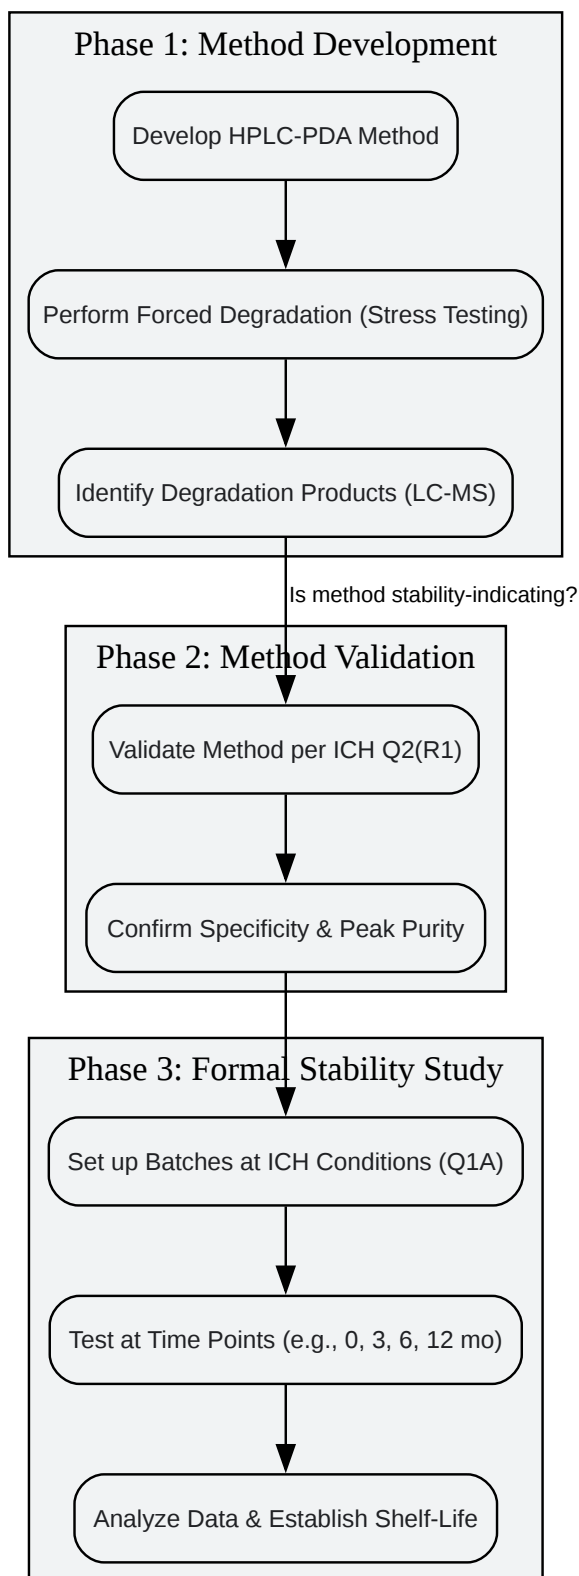 Phase 1: Method Development
Develop HPLC-PDA Method
Perform Forced Degradation (Stress Testing)
Identify Degradation Products (LC-MS)
Is method stability-indicating?
Phase 2: Method Validation
Validate Method per ICH Q2(R1)
Confirm Specificity & Peak Purity
Phase 3: Formal Stability Study
Set up Batches at ICH Conditions (Q1A)
Test at Time Points (e.g., 0, 3, 6, 12 mo)
Analyze Data & Establish Shelf-Life